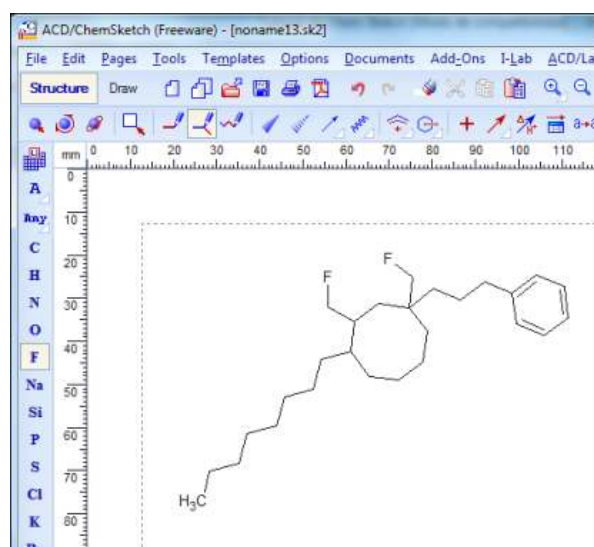 ACD/ChemSketch (Freeware) - [noname13.sk2]
File Edit Pages Tools Templates Options Documents Add-Ons I-Lab ACD/La
Structure Draw
mm 0 10 20 30 40 50 60 70 80 90 100 110
0
A
Any 10
C
20
H
N 30
O
F 40
Na 50
Si
P 60
S 70
Cl
K 80
F
F
H3C